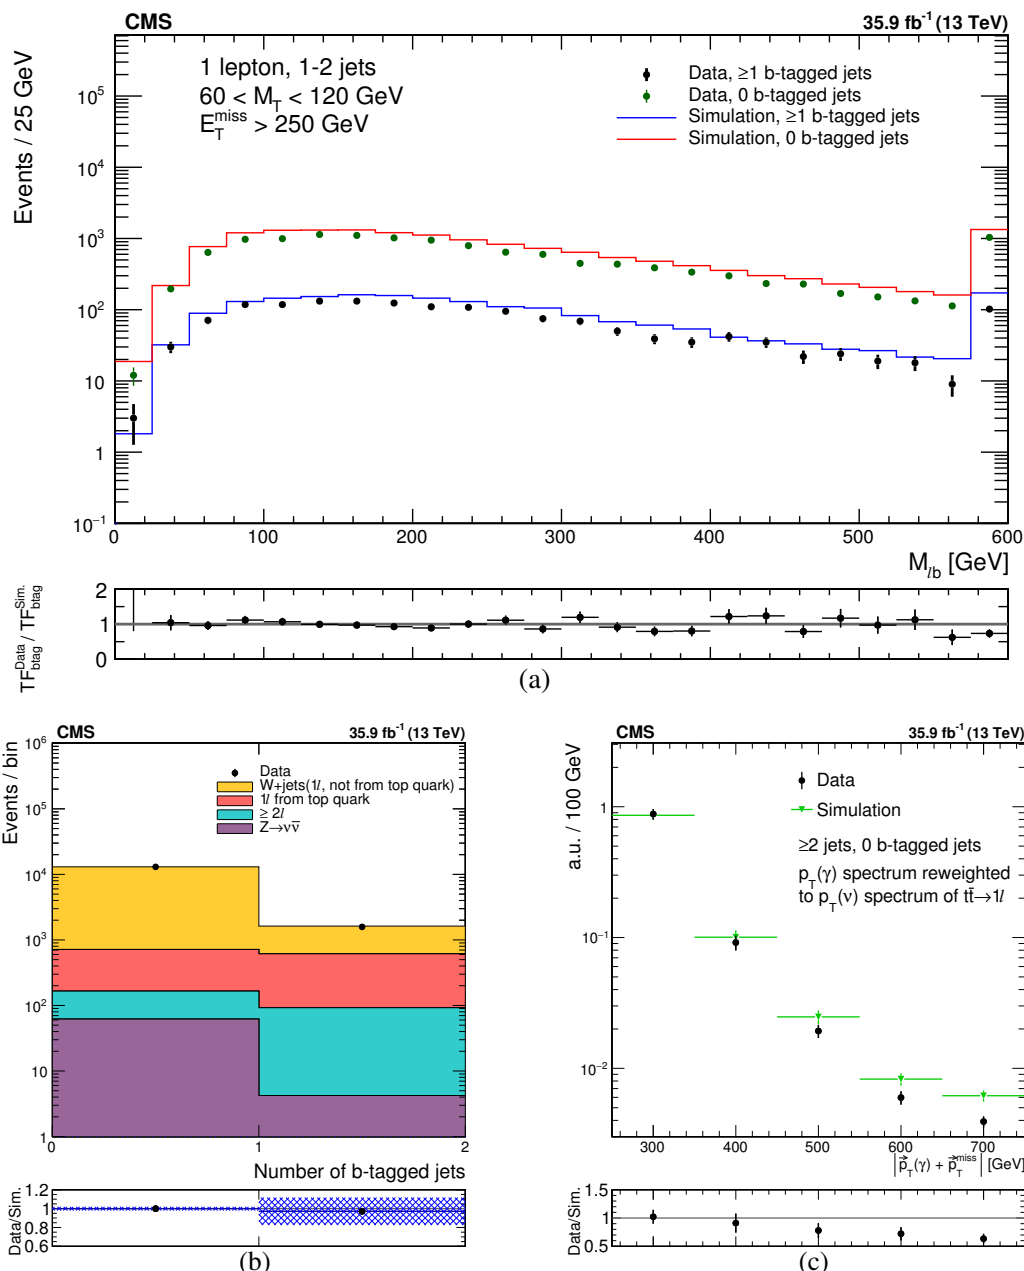 CMS
35.9 fb⁻¹ (13 TeV)
Events / 25 GeV
1 lepton, 1-2 jets
60 < M_T < 120 GeV
E_T^miss > 250 GeV
Data, ≥1 b-tagged jets
Data, 0 b-tagged jets
Simulation, ≥1 b-tagged jets
Simulation, 0 b-tagged jets
10⁵
10⁴
10³
10²
10
1
10⁻¹
0 100 200 300 400 500 600
M_lb [GeV]
TF_btag^Data / TF_btag^Sim.
2
1
0
(a)
CMS
35.9 fb⁻¹ (13 TeV)
Events / bin
Data
W+jets(1l, not from top quark)
1l from top quark
≥ 2l
Z→νν̅
10⁶
10⁵
10⁴
10³
10²
10
1
0 1 2
Number of b-tagged jets
Data/Sim.
1.2
1
0.8
0.6
(b)
CMS
35.9 fb⁻¹ (13 TeV)
a.u. / 100 GeV
Data
Simulation
≥2 jets, 0 b-tagged jets
p_T(γ) spectrum reweighted
to p_T(ν) spectrum of tt̅→1l
1
10⁻¹
10⁻²
300 400 500 600 700
|p⃗_T(γ) + p⃗_T^miss| [GeV]
Data/Sim.
1.5
1
0.5
(c)